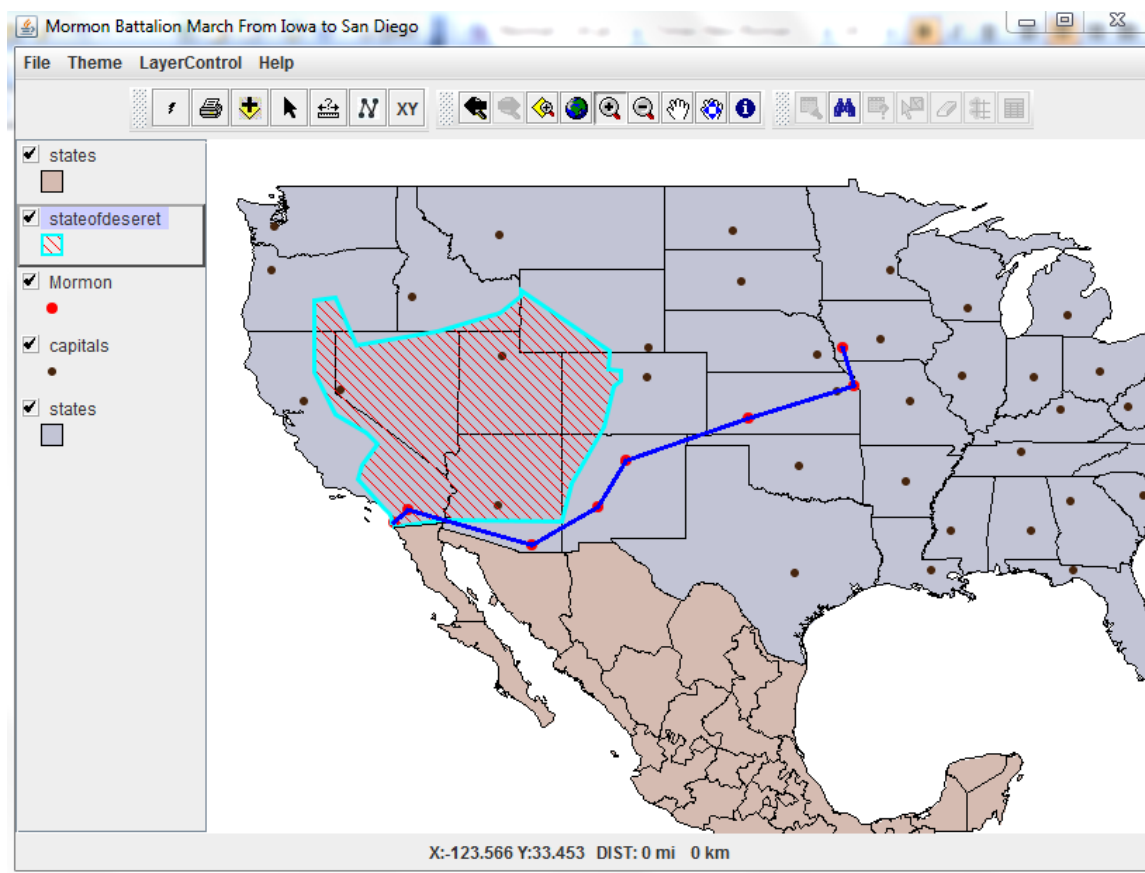 Mormon Battalion March From Iowa to San Diego
File Theme LayerControl Help
XY
states
stateofdeseret
Mormon
capitals
states
X:-123.566 Y:33.453 DIST: 0 mi 0 km